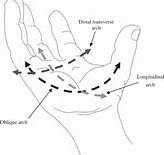 Distal transverse
arch
Longitudinal
arch
Oblique arch